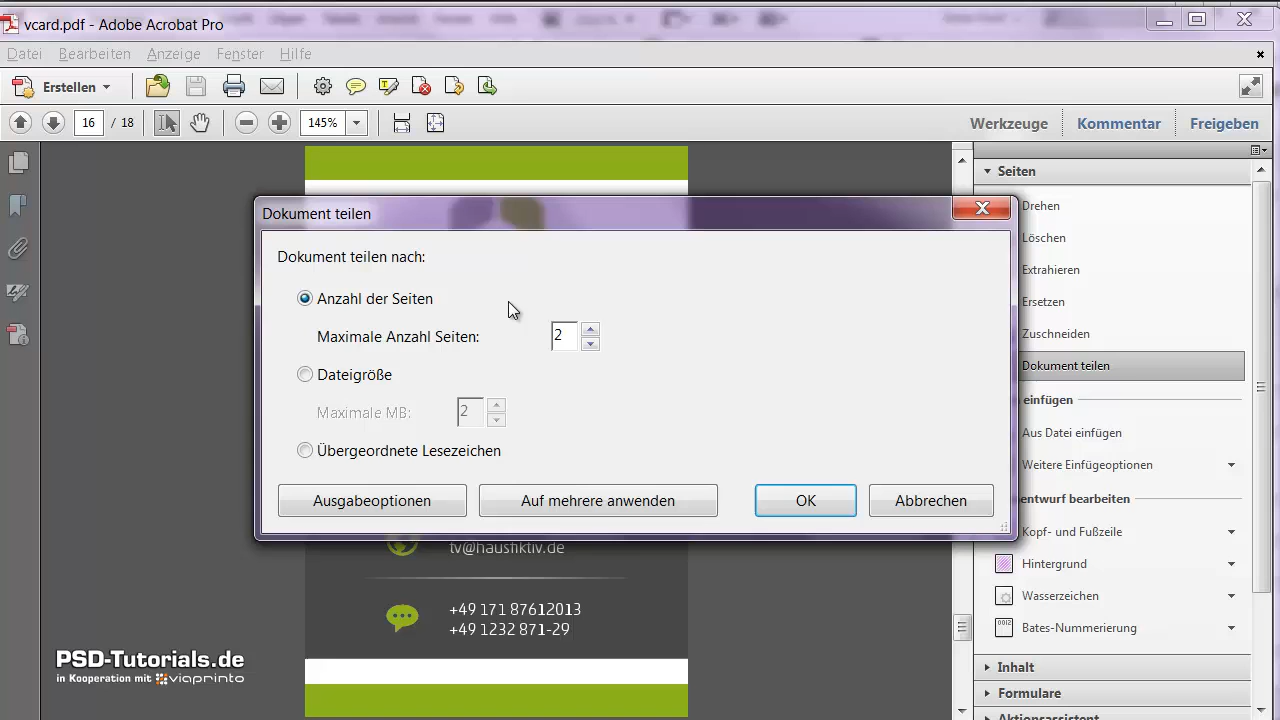 vcard.pdf - Adobe Acrobat Pro
Datei Bearbeiten Anzeige Fenster Hilfe
Erstellen
16 / 18 145% Werkzeuge Kommentar Freigeben
Seiten
Drehen
Löschen
Extrahieren
Ersetzen
Zuschneiden
Dokument teilen
einfügen
Aus Datei einfügen
Weitere Einfügeoptionen
entwurf bearbeiten
Kopf- und Fußzeile
Hintergrund
Wasserzeichen
Bates-Nummerierung
Inhalt
Formulare
Aktionsassistent
Dokument teilen
Dokument teilen nach:
Anzahl der Seiten
Maximale Anzahl Seiten: 2
Dateigröße
Maximale MB: 2
Übergeordnete Lesezeichen
Ausgabeoptionen Auf mehrere anwenden OK Abbrechen
tv@hausfiktiv.de
+49 171 87612013
+49 1232 871-29
PSD-Tutorials.de
in Kooperation mit viaprinto